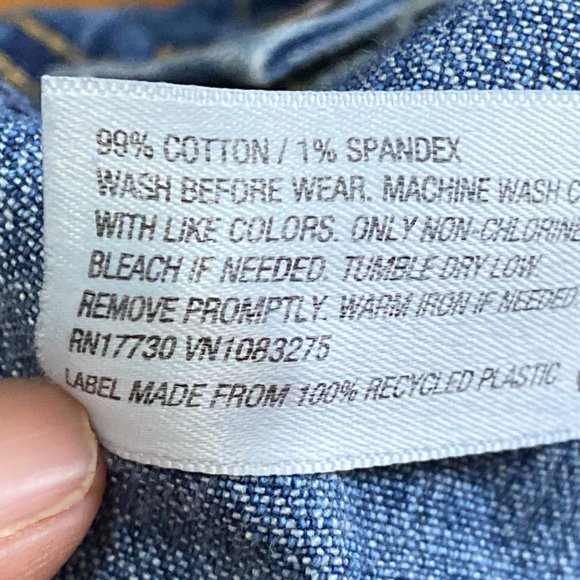 99% COTTON / 1% SPANDEX
WASH BEFORE WEAR. MACHINE WASH
WITH LIKE COLORS. ONLY NON-CHLORINE
BLEACH IF NEEDED. TUMBLE DRY LOW.
REMOVE PROMPTLY. WARM IRON IF NEEDED
RN17730 VN1083275
LABEL MADE FROM 100% RECYCLED PLASTIC